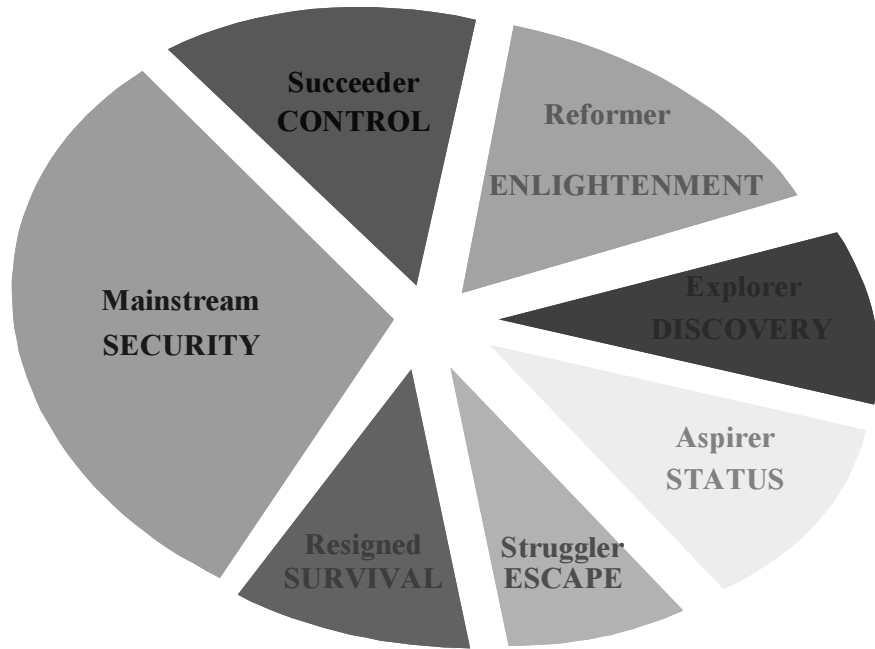 Succeeder
CONTROL
Reformer
ENLIGHTENMENT
Explorer
DISCOVERY
Aspirer
STATUS
Struggler
ESCAPE
Resigned
SURVIVAL
Mainstream
SECURITY